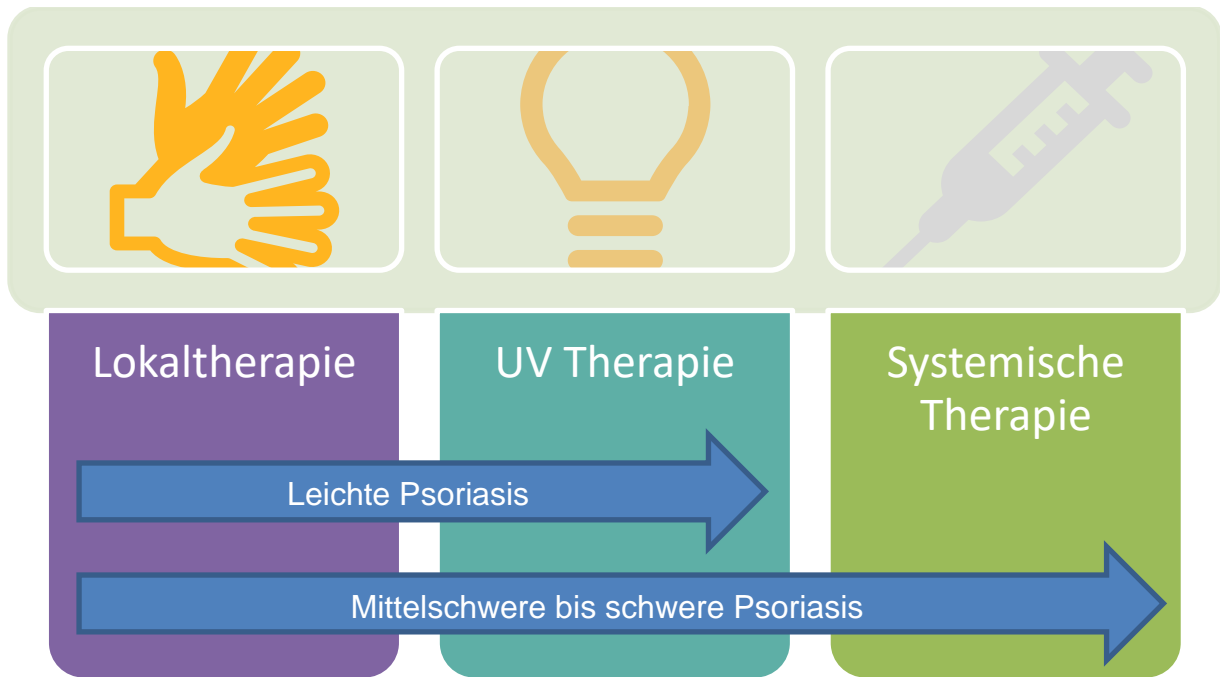 Lokaltherapie
UV Therapie
Systemische
Therapie
Leichte Psoriasis
Mittelschwere bis schwere Psoriasis